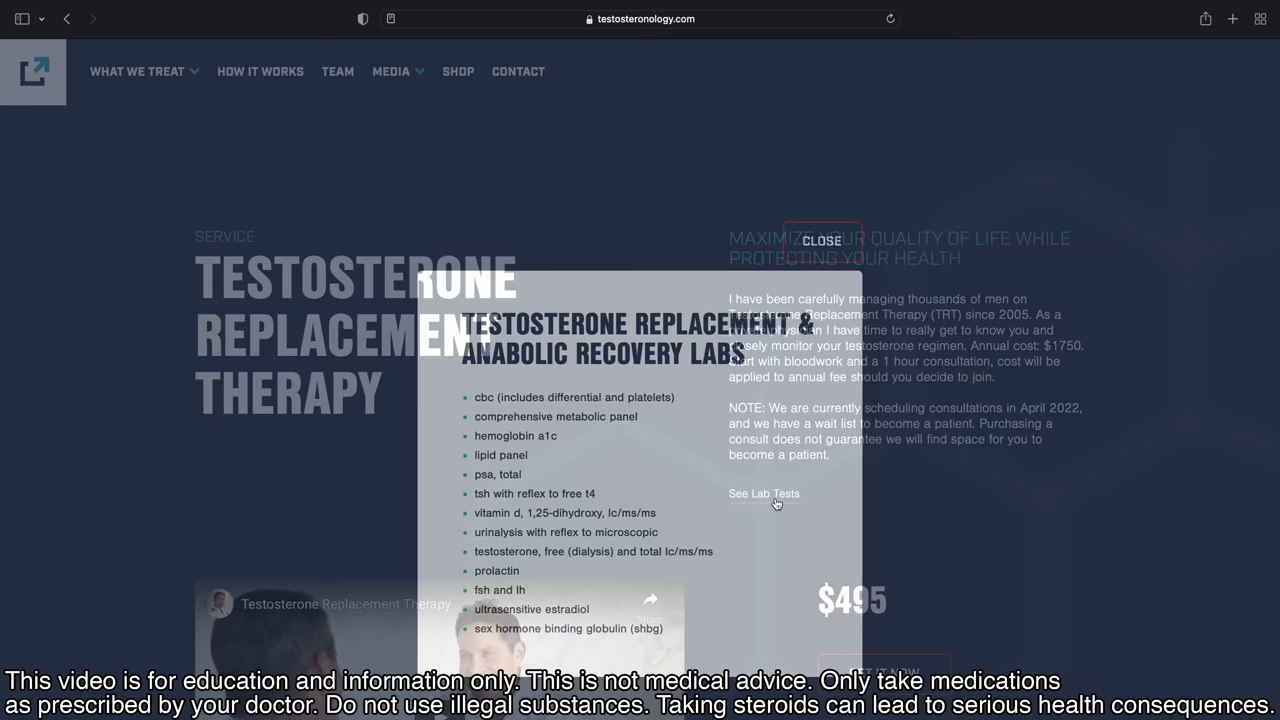 testosteronology.com
WHAT WE TREAT
HOW IT WORKS
TEAM
MEDIA
SHOP
CONTACT
SERVICE
TESTOSTERONE
REPLACEMENT
THERAPY
MAXIMIZE YOUR QUALITY OF LIFE WHILE
PROTECTING YOUR HEALTH
I have been carefully managing thousands of men on
Testosterone Replacement Therapy (TRT) since 2005. As a
private physician I have time to really get to know you and
closely monitor your testosterone regimen. Annual cost: $1750.
Start with bloodwork and a 1 hour consultation, cost will be
applied to annual fee should you decide to join.
NOTE: We are currently scheduling consultations in April 2022,
and we have a wait list to become a patient. Purchasing a
consult does not guarantee we will find space for you to
become a patient.
See Lab Tests
$495
GET IT NOW
CLOSE
TESTOSTERONE REPLACEMENT &
ANABOLIC RECOVERY LABS
cbc (includes differential and platelets)
comprehensive metabolic panel
hemoglobin a1c
lipid panel
psa, total
tsh with reflex to free t4
vitamin d, 1,25-dihydroxy, lc/ms/ms
urinalysis with reflex to microscopic
testosterone, free (dialysis) and total lc/ms/ms
prolactin
fsh and lh
ultrasensitive estradiol
sex hormone binding globulin (shbg)
Testosterone Replacement Therapy
Share
This video is for education and information only. This is not medical advice. Only take medications
as prescribed by your doctor. Do not use illegal substances. Taking steroids can lead to serious health consequences.